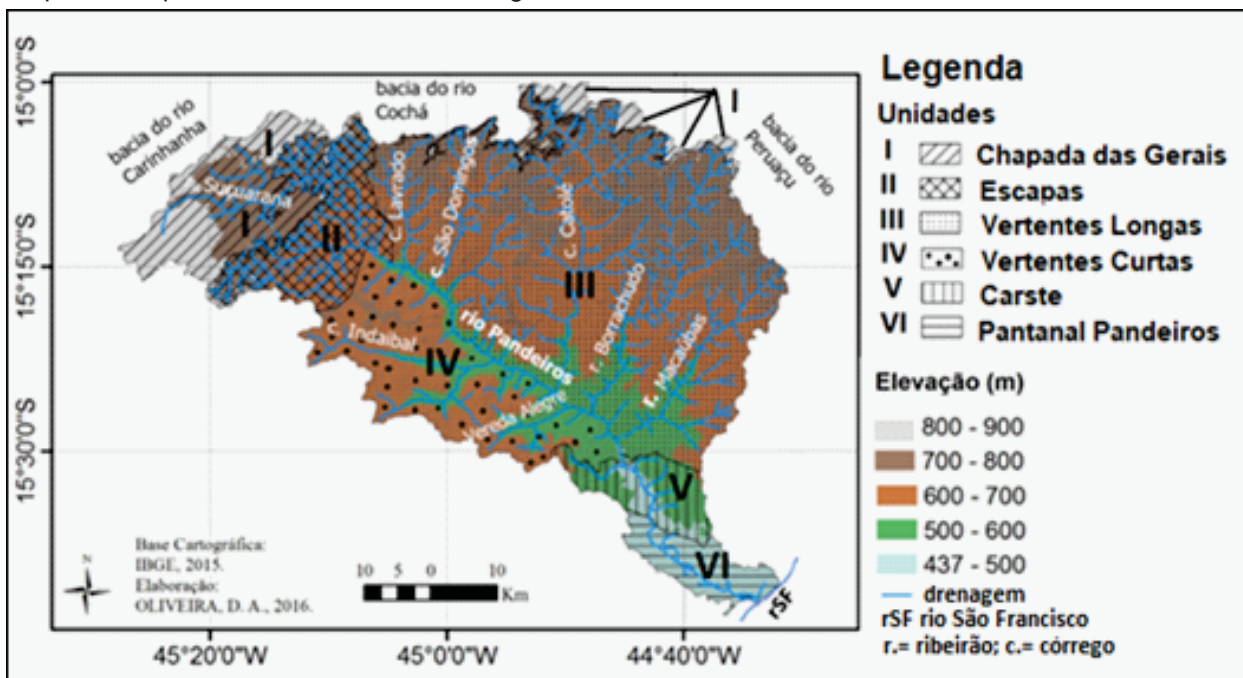 15°0'0"S
15°15'0"S
15°30'0"S
bacia do rio
Carinhanha
bacia do rio
Cochá
bacia do rio
Peruaçu
I
I
I
II
III
IV
V
VI
Suçuarana
c. Lavrado
c. São Domingos
c. Catolé
r. Borrachudo
r. Macaúbas
rio Pandeiros
c. Indaibal
Vereda Alegre
rSF
N
Base Cartográfica:
IBGE, 2015.
Elaboração:
OLIVEIRA, D. A., 2016.
10 5 0 10
Km
45°20'0"W
45°0'0"W
44°40'0"W
Legenda
Unidades
I Chapada das Gerais
II Escapas
III Vertentes Longas
IV Vertentes Curtas
V Carste
VI Pantanal Pandeiros
Elevação (m)
800 - 900
700 - 800
600 - 700
500 - 600
437 - 500
drenagem
rSF rio São Francisco
r.= ribeirão; c.= córrego